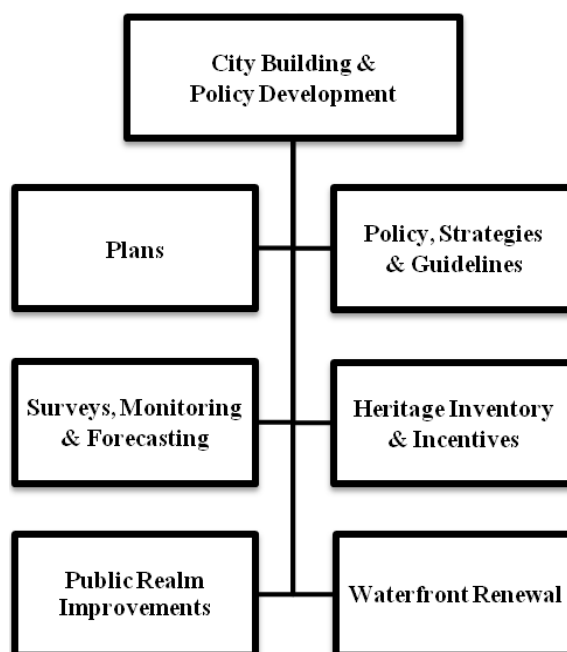 City Building &
Policy Development
Plans
Policy, Strategies
& Guidelines
Surveys, Monitoring
& Forecasting
Heritage Inventory
& Incentives
Public Realm
Improvements
Waterfront Renewal